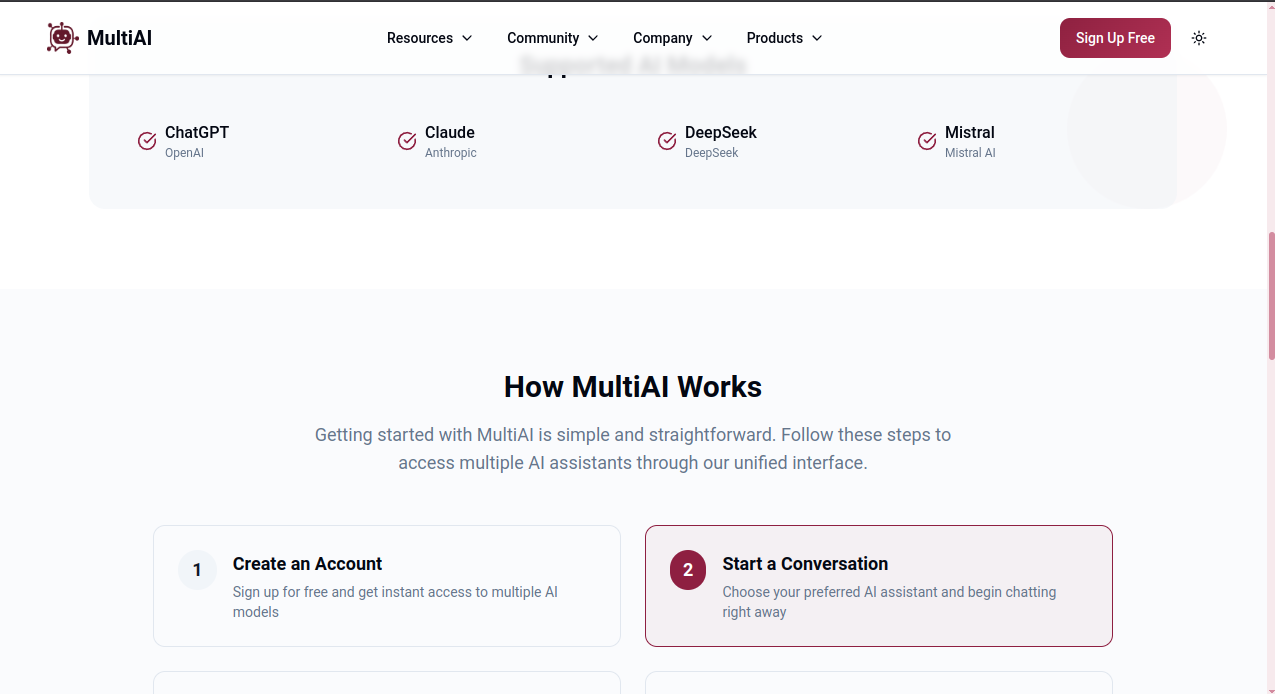 MultiAI
Resources
Community
Company
Products
Sign Up Free
Supported AI Models
ChatGPT
OpenAI
Claude
Anthropic
DeepSeek
DeepSeek
Mistral
Mistral AI
How MultiAI Works
Getting started with MultiAI is simple and straightforward. Follow these steps to
access multiple AI assistants through our unified interface.
1
Create an Account
Sign up for free and get instant access to multiple AI
models
2
Start a Conversation
Choose your preferred AI assistant and begin chatting
right away